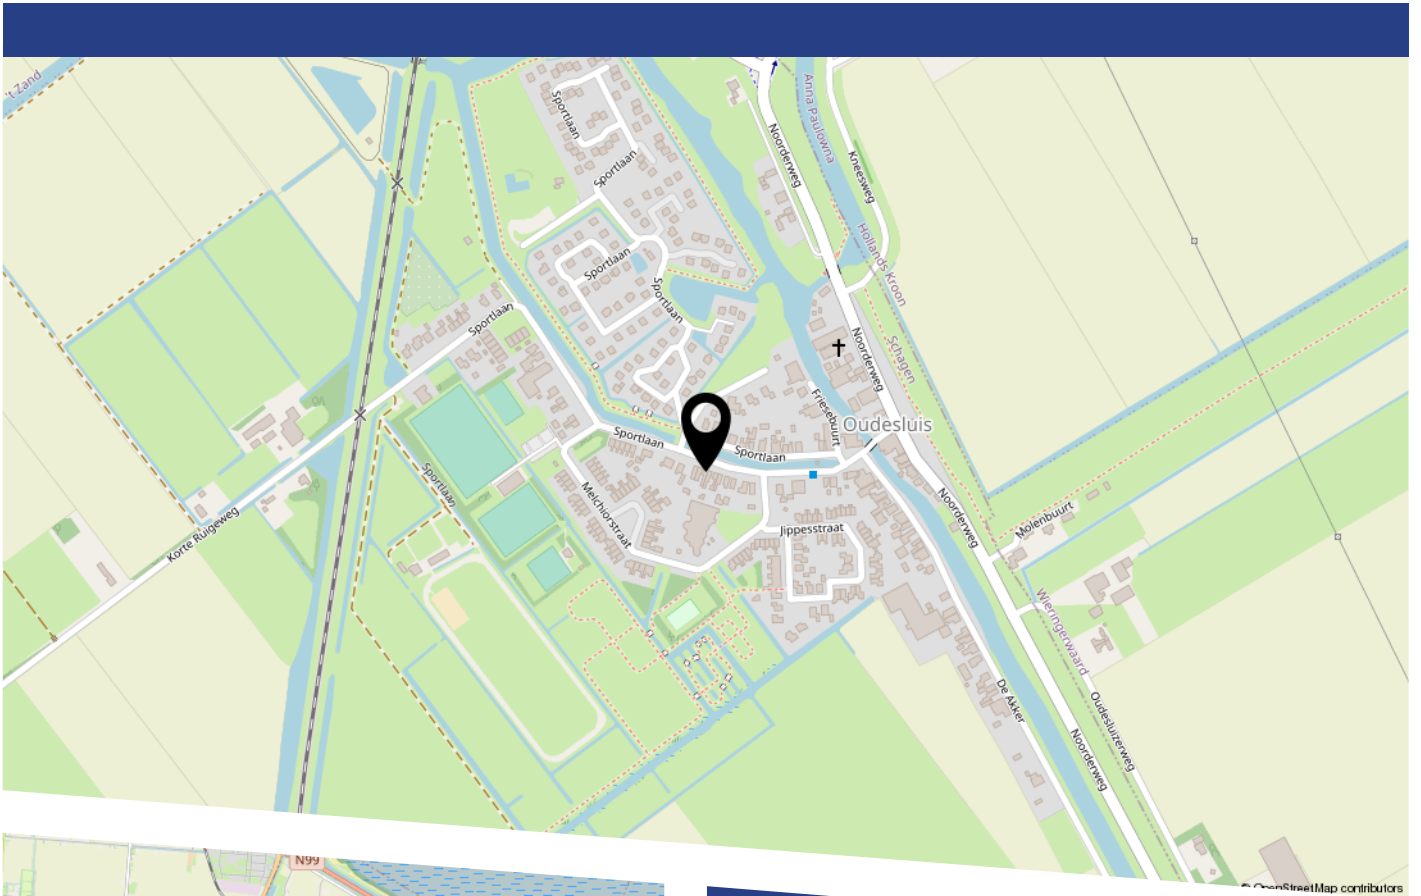 't Zand
Sportlaan
Noorderweg
Anna Paulowna
Kneesweg
Sportlaan
Hollands Kroon
Sportlaan
Sportlaan
Sportlaan
Noorderweg
Schagen
Friesebuurt
Oudesluis
Sportlaan
Sportlaan
Sportlaan
Melchiorstraat
Jippesstraat
Noorderweg
Molenbuurt
Korte Ruigeweg
Wieringerwaard
De Akker
Oudesluizerweg
Noorderweg
N99
© OpenStreetMap contributors